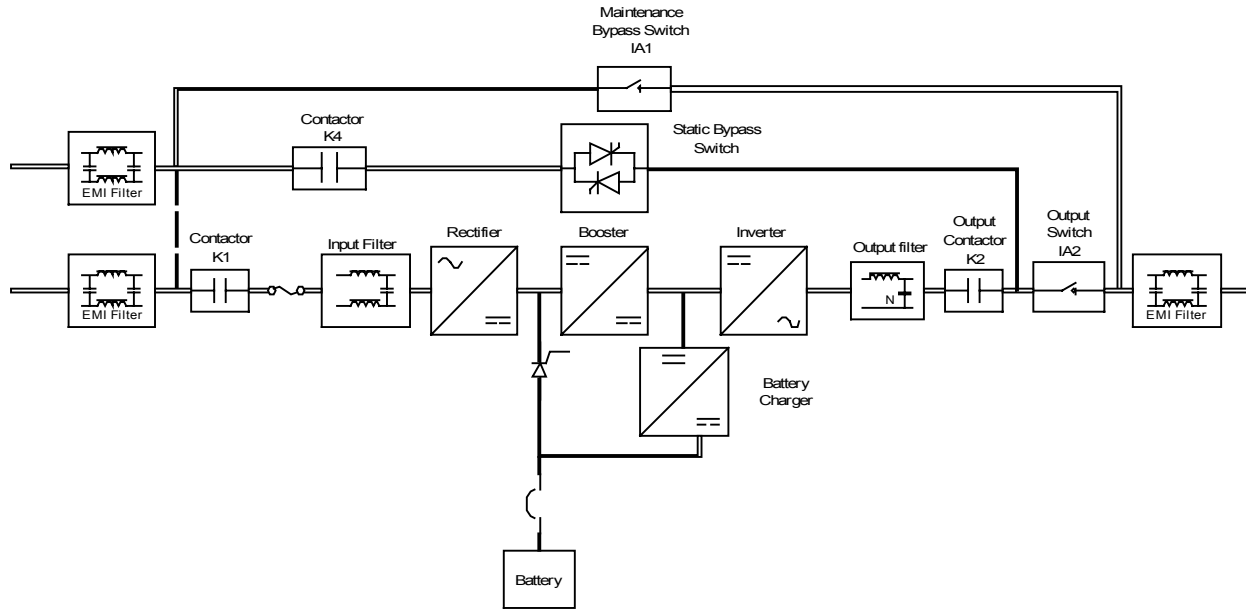 Maintenance
Bypass Switch
IA1
Contactor
K4
Static Bypass
Switch
EMI Filter
Contactor
K1
Input Filter
Rectifier
Booster
Inverter
Output filter
Output
Contactor
K2
Output
Switch
IA2
N
EMI Filter
EMI Filter
Battery
Charger
Battery